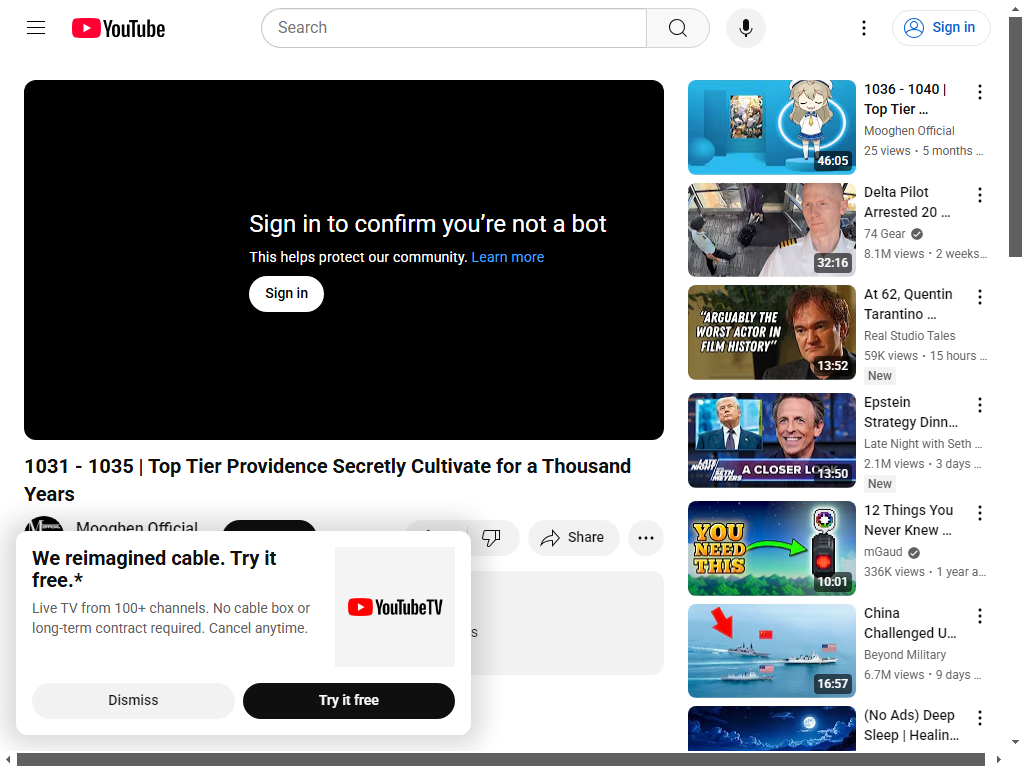 YouTube
Search
Sign in
Sign in to confirm you’re not a bot
This helps protect our community. Learn more
Sign in
1031 - 1035 | Top Tier Providence Secretly Cultivate for a Thousand
Years
Mooghen Official
Share
We reimagined cable. Try it
free.*
Live TV from 100+ channels. No cable box or
long-term contract required. Cancel anytime.
YouTubeTV
Dismiss
Try it free
s
46:05
1036 - 1040 |
Top Tier ...
Mooghen Official
25 views • 5 months ...
32:16
Delta Pilot
Arrested 20 ...
74 Gear
8.1M views • 2 weeks...
"ARGUABLY THE
WORST ACTOR IN
FILM HISTORY"
13:52
At 62, Quentin
Tarantino ...
Real Studio Tales
59K views • 15 hours ...
New
LATE
NIGHT
SETH
MEYERS
A CLOSER LOOK
13:50
Epstein
Strategy Dinn...
Late Night with Seth ...
2.1M views • 3 days ...
New
YOU
NEED
THIS
10:01
12 Things You
Never Knew ...
mGaud
336K views • 1 year a...
16:57
China
Challenged U...
Beyond Military
6.7M views • 9 days ...
(No Ads) Deep
Sleep | Healin...